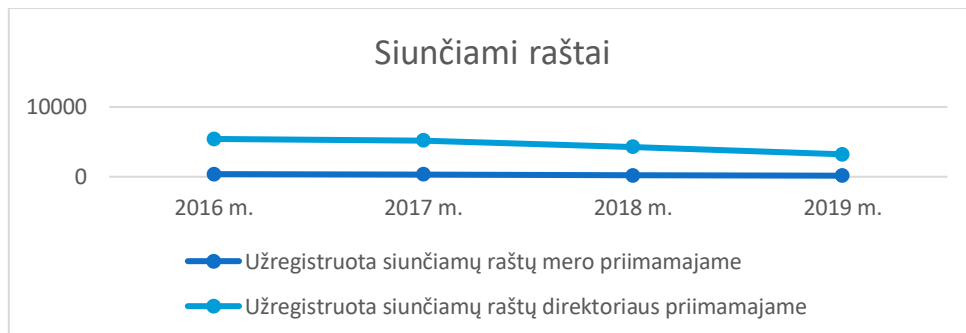 Siunčiami raštai
10000
0
2016 m.
2017 m.
2018 m.
2019 m.
Užregistruota siunčiamų raštų mero priimamajame
Užregistruota siunčiamų raštų direktoriaus priimamajame